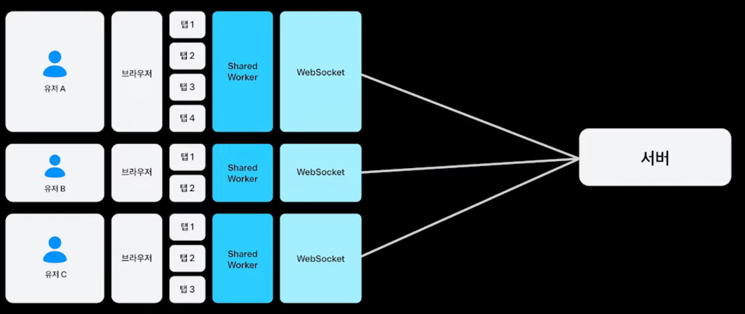 유저 A
브라우저
탭 1
탭 2
탭 3
탭 4
Shared
Worker
WebSocket
유저 B
브라우저
탭 1
탭 2
Shared
Worker
WebSocket
유저 C
브라우저
탭 1
탭 2
탭 3
Shared
Worker
WebSocket
서버